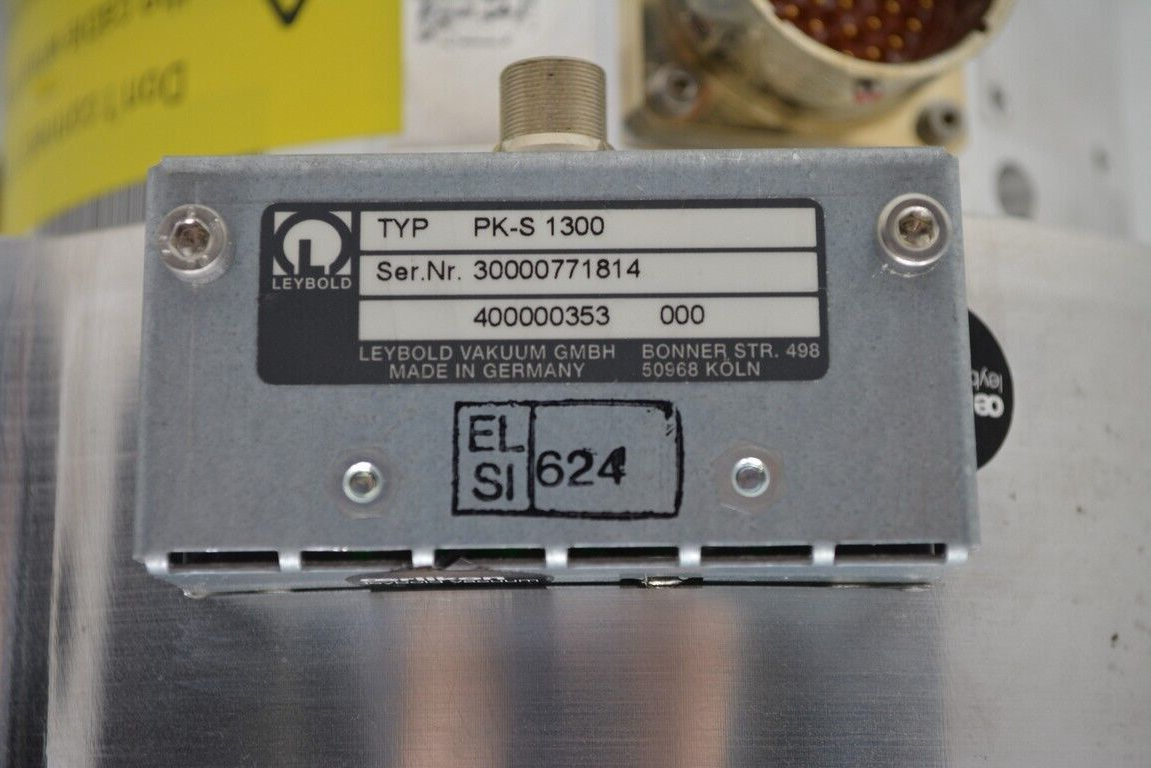 TYP PK-S 1300
Ser.Nr. 30000771814
400000353 000
LEYBOLD
LEYBOLD VAKUUM GMBH BONNER STR. 498
MADE IN GERMANY 50968 KÖLN
EL
SI
624
Don't